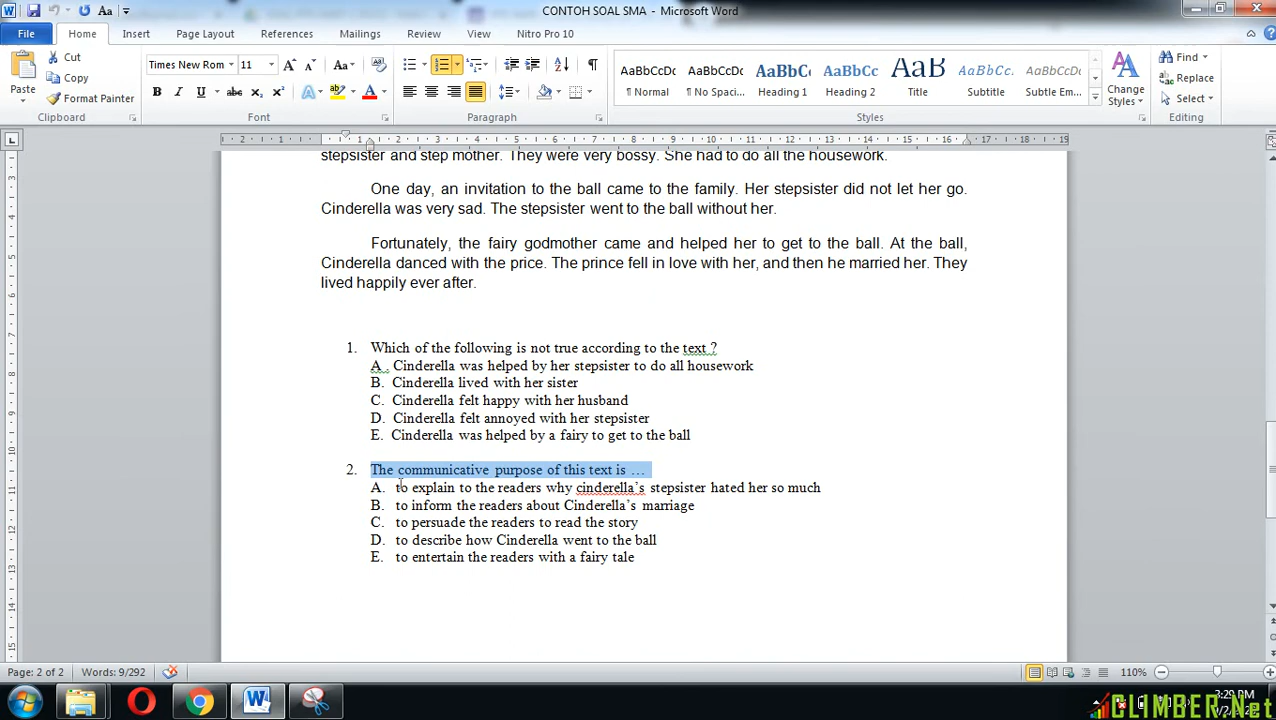 CONTOH SOAL SMA - Microsoft Word
File Home Insert Page Layout References Mailings Review View Nitro Pro 10
Paste
Cut
Copy
Format Painter
Clipboard
Times New Rom 11
Font
Paragraph
AaBbCcDc AaBbCcDc AaBbCc AaBbCc AaB AaBbCcDc AaBbCcDc
¶ Normal ¶ No Spaci... Heading 1 Heading 2 Title Subtitle Subtle Em...
Change Styles
Styles
Find
Replace
Select
Editing
stepsister and step mother. They were very bossy. She had to do all the housework.
One day, an invitation to the ball came to the family. Her stepsister did not let her go.
Cinderella was very sad. The stepsister went to the ball without her.
Fortunately, the fairy godmother came and helped her to get to the ball. At the ball,
Cinderella danced with the price. The prince fell in love with her, and then he married her. They
lived happily ever after.
1. Which of the following is not true according to the text ?
A . Cinderella was helped by her stepsister to do all housework
B. Cinderella lived with her sister
C. Cinderella felt happy with her husband
D. Cinderella felt annoyed with her stepsister
E. Cinderella was helped by a fairy to get to the ball
2. The communicative purpose of this text is …
A. to explain to the readers why cinderella’s stepsister hated her so much
B. to inform the readers about Cinderella’s marriage
C. to persuade the readers to read the story
D. to describe how Cinderella went to the ball
E. to entertain the readers with a fairy tale
Page: 2 of 2 Words: 9/292
110%
3:29 PM
CLIMBER.Net